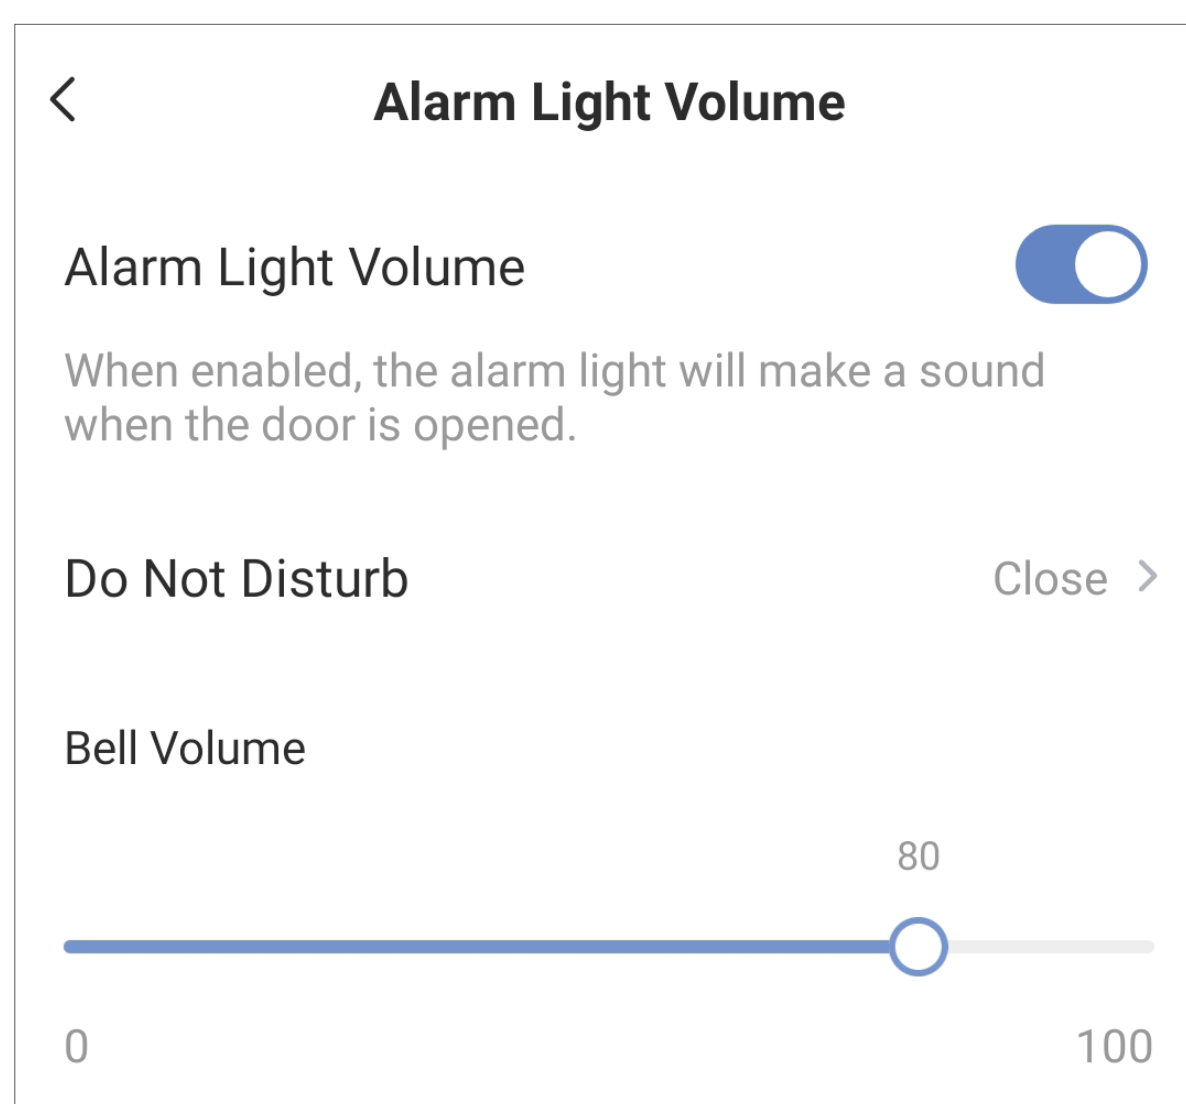 Alarm Light Volume
Alarm Light Volume
When enabled, the alarm light will make a sound
when the door is opened.
Do Not Disturb Close
Bell Volume
80
0 100